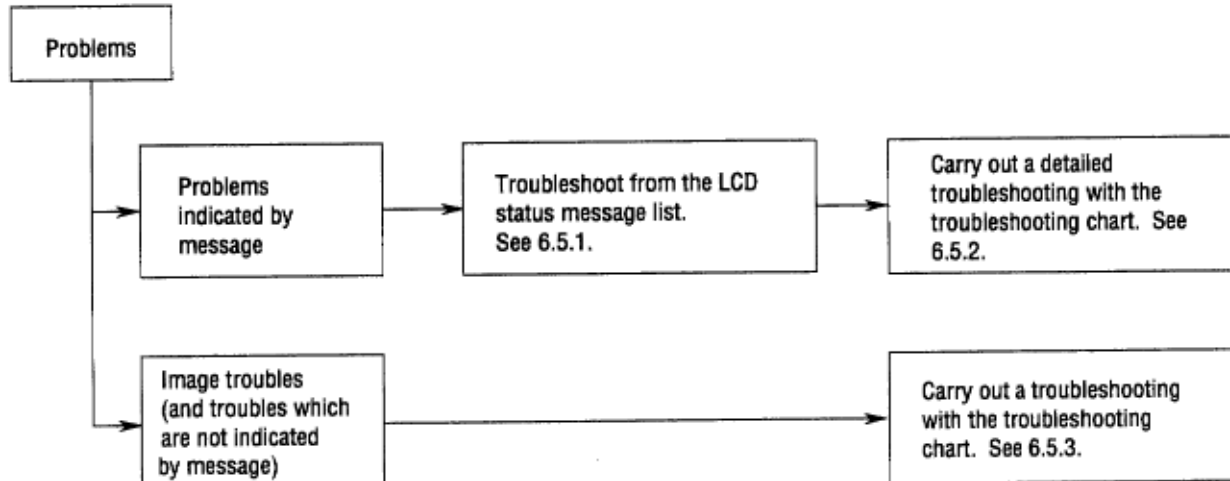 Problems
Problems
indicated by
message
Troubleshoot from the LCD
status message list.
See 6.5.1.
Carry out a detailed
troubleshooting with the
troubleshooting chart. See
6.5.2.
Image troubles
(and troubles which
are not indicated
by message)
Carry out a troubleshooting
with the troubleshooting
chart. See 6.5.3.